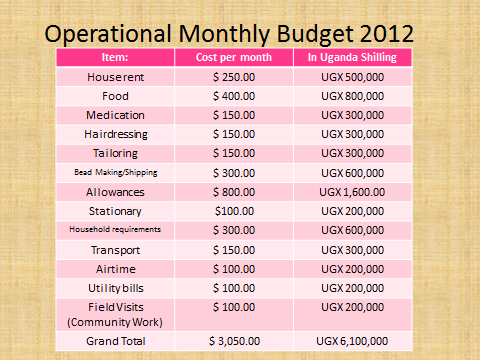 Operational Monthly Budget 2012
Item: Cost per month In Uganda Shilling
House rent $ 250.00 UGX 500,000
Food $ 400.00 UGX 800,000
Medication $ 150.00 UGX 300,000
Hairdressing $ 150.00 UGX 300,000
Tailoring $ 150.00 UGX 300,000
Bead Making/Shipping $ 300.00 UGX 600,000
Allowances $ 800.00 UGX 1,600.00
Stationary $100.00 UGX 200,000
Household requirements $ 300.00 UGX 600,000
Transport $ 150.00 UGX 300,000
Airtime $ 100.00 UGX 200,000
Utility bills $ 100.00 UGX 200,000
Field Visits $ 100.00 UGX 200,000
(Community Work)
Grand Total $ 3,050.00 UGX 6,100,000